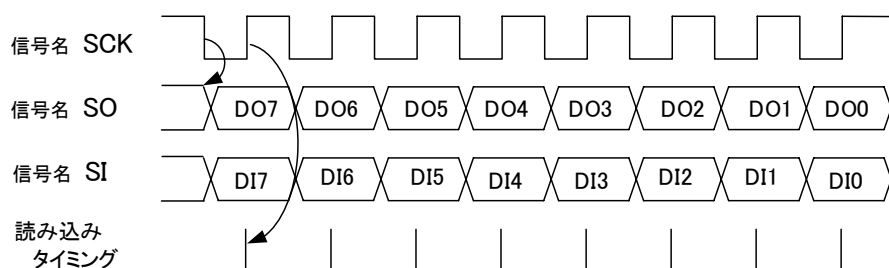 信号名 SCK
信号名 SO
DO7 DO6 DO5 DO4 DO3 DO2 DO1 DO0
信号名 SI
DI7 DI6 DI5 DI4 DI3 DI2 DI1 DI0
読み込み
タイミング